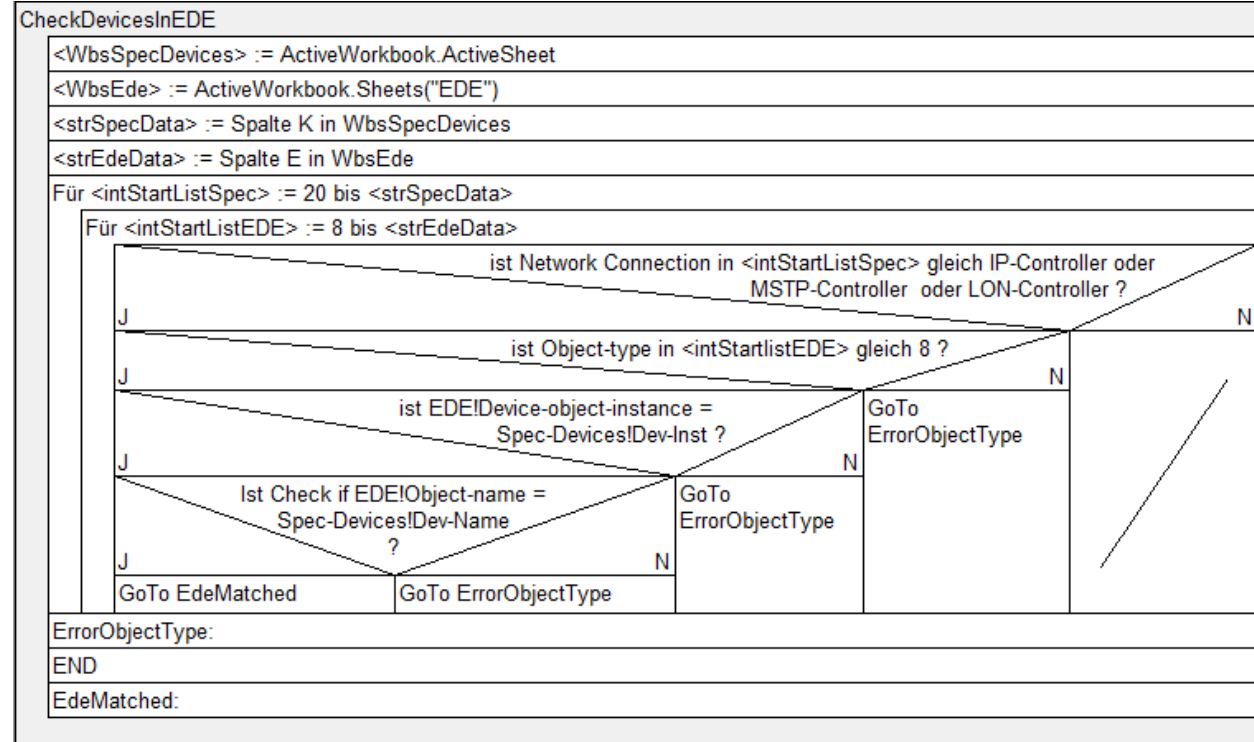 CheckDevicesInEDE
<WbsSpecDevices> := ActiveWorkbook.ActiveSheet
<WbsEde> := ActiveWorkbook.Sheets("EDE")
<strSpecData> := Spalte K in WbsSpecDevices
<strEdeData> := Spalte E in WbsEde
Für <intStartListSpec> := 20 bis <strSpecData>
Für <intStartListEDE> := 8 bis <strEdeData>
ist Network Connection in <intStartListSpec> gleich IP-Controller oder
MSTP-Controller oder LON-Controller ?
J
N
ist Object-type in <intStartlistEDE> gleich 8 ?
J
N
ist EDE!Device-object-instance =
Spec-Devices!Dev-Inst ?
J
N
GoTo
ErrorObjectType
Ist Check if EDE!Object-name =
Spec-Devices!Dev-Name
?
J
N
GoTo
ErrorObjectType
GoTo EdeMatched
GoTo ErrorObjectType
ErrorObjectType:
END
EdeMatched: